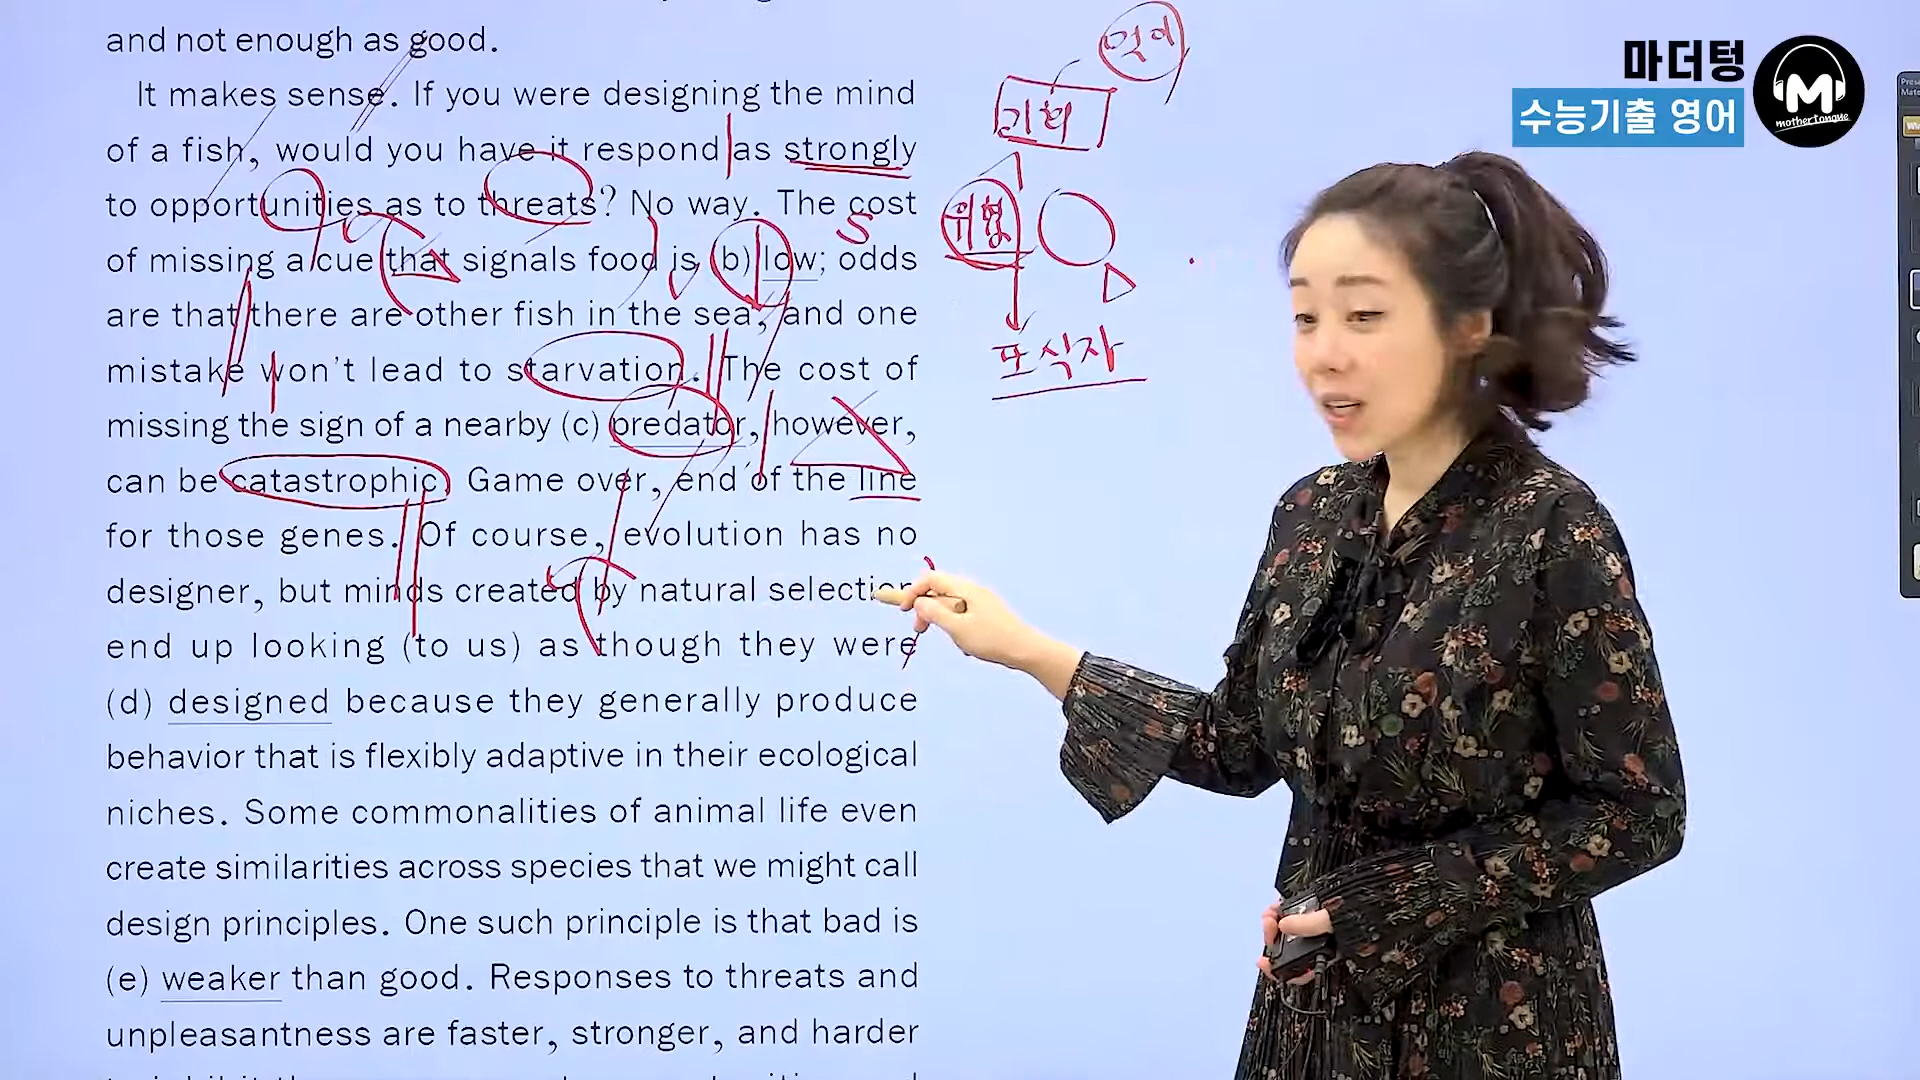 and not enough as good.
It makes sense. If you were designing the mind
of a fish, would you have it respond as strongly
to opportunities as to threats? No way. The cost
of missing a cue that signals food is (b) low; odds
are that there are other fish in the sea, and one
mistake won't lead to starvation. The cost of
missing the sign of a nearby (c) predator, however,
can be catastrophic. Game over, end of the line
for those genes. Of course, evolution has no
designer, but minds created by natural selection
end up looking (to us) as though they were
(d) designed because they generally produce
behavior that is flexibly adaptive in their ecological
niches. Some commonalities of animal life even
create similarities across species that we might call
design principles. One such principle is that bad is
(e) weaker than good. Responses to threats and
unpleasantness are faster, stronger, and harder
S
먹이
기회
위험
포식자
마더텅
수능기출 영어
M
mothertongue